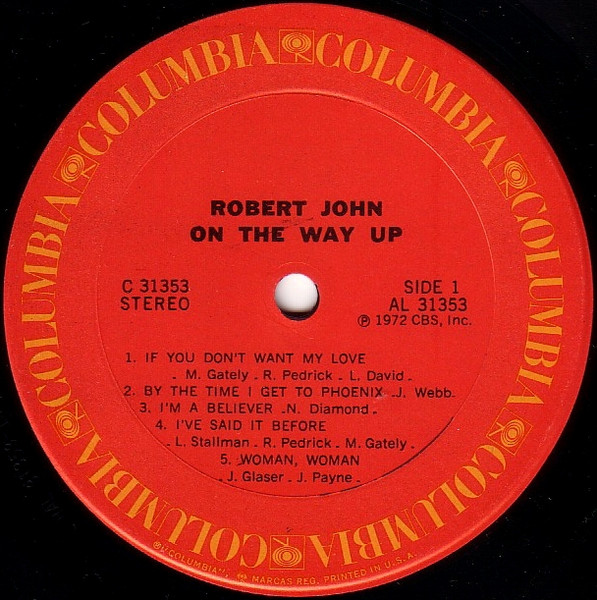 COLUMBIA COLUMBIA COLUMBIA COLUMBIA COLUMBIA COLUMBIA
ROBERT JOHN
ON THE WAY UP
C 31353
STEREO
SIDE 1
AL 31353
Ⓟ 1972 CBS, Inc.
1. IF YOU DON'T WANT MY LOVE
- M. Gately - R. Pedrick - L. David -
2. BY THE TIME I GET TO PHOENIX - J. Webb -
3. I'M A BELIEVER - N. Diamond -
4. I'VE SAID IT BEFORE
- L. Stallman - R. Pedrick - M. Gately -
5. WOMAN, WOMAN
- J. Glaser - J. Payne -
® "COLUMBIA", MARCAS REG. PRINTED IN U.S.A.